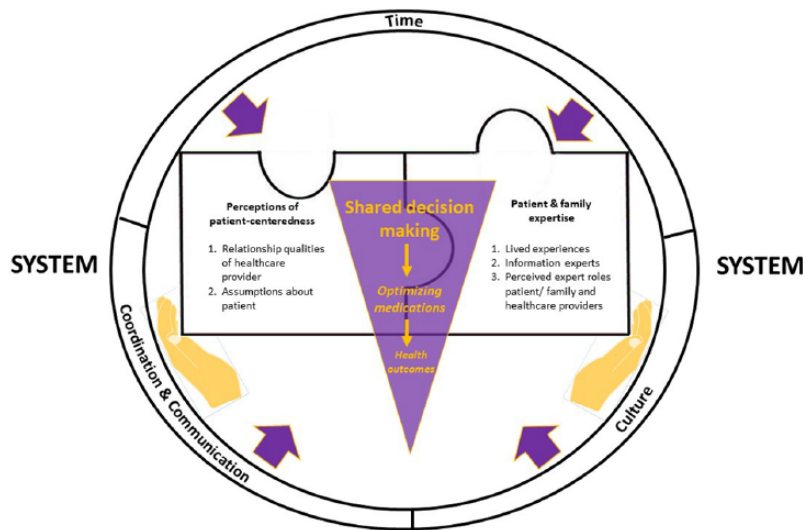 Time
SYSTEM
SYSTEM
Perceptions of
patient-centeredness
1. Relationship qualities
of healthcare
provider
2. Assumptions about
patient
Shared decision
making
Optimizing
medications
Health
outcomes
Patient & family
expertise
1. Lived experiences
2. Information experts
3. Perceived expert roles
patient/ family and
healthcare providers
Coordination & Communication
Culture